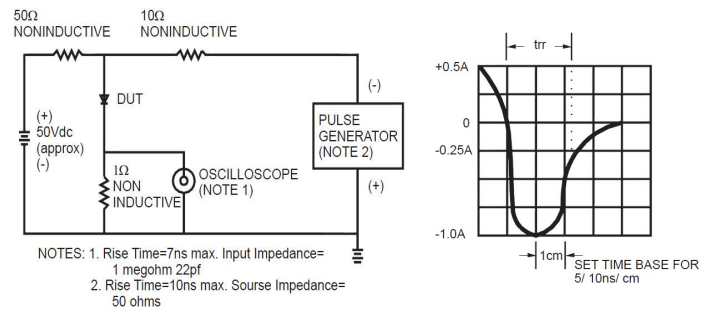 50Ω
NONINDUCTIVE
10Ω
NONINDUCTIVE
(+)
50Vdc
(approx)
(-)
DUT
1Ω
NON
INDUCTIVE
OSCILLOSCOPE
(NOTE 1)
(-)
PULSE
GENERATOR
(NOTE 2)
(+)
NOTES: 1. Rise Time=7ns max. Input Impedance=
1 megohm 22pf
2. Rise Time=10ns max. Sourse Impedance=
50 ohms
trr
+0.5A
0
-0.25A
-1.0A
1cm
SET TIME BASE FOR
5/ 10ns/ cm